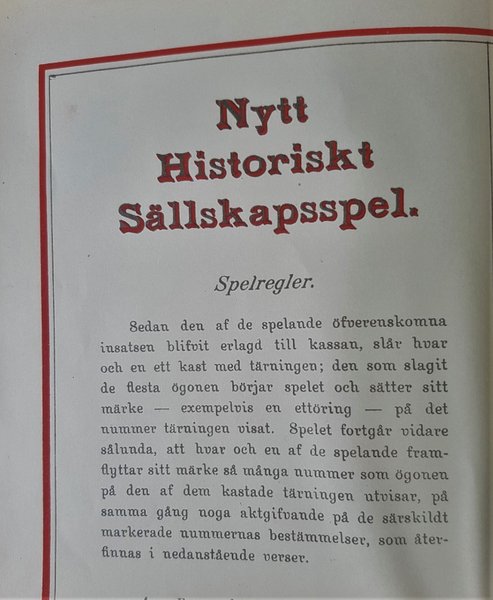 Nytt
Historiskt
Sällskapsspel.
Spelregler.
Sedan den af de spelande öfverenskomna
insatsen blifvit erlagd till kassan, slår hvar
och en ett kast med tärningen; den som slagit
de flesta ögonen börjar spelet och sätter sitt
märke — exempelvis en ettöring — på det
nummer tärningen visat. Spelet fortgår vidare
sålunda, att hvar och en af de spelande fram-
flyttar sitt märke så många nummer som ögonen
på den af dem kastade tärningen utvisar, på
samma gång noga aktgifvande på de särskildt
markerade nummernas bestämmelser, som åter-
finnas i nedanstående verser.